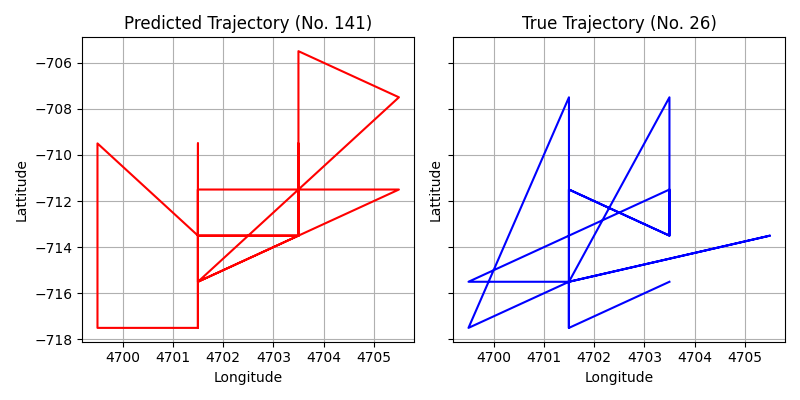 Predicted Trajectory (No. 141)
True Trajectory (No. 26)
Lattitude
−706
−708
−710
−712
−714
−716
−718
4700 4701 4702 4703 4704 4705
Longitude
Lattitude
4700 4701 4702 4703 4704 4705
Longitude